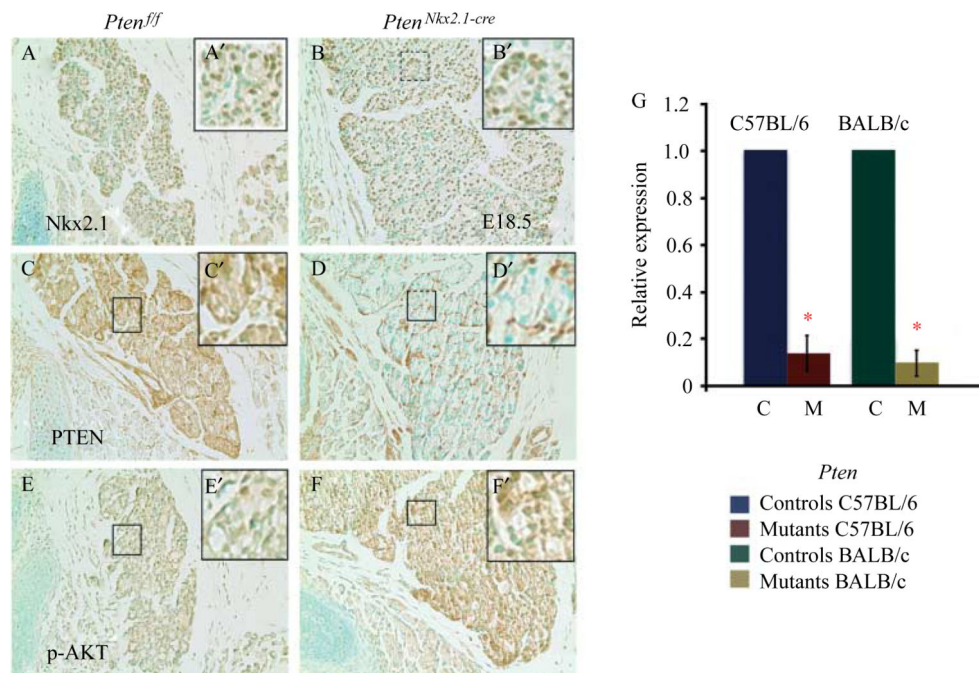 Pten^f/f
Pten^Nkx2.1-cre
A
A′
B
B′
Nkx2.1
E18.5
C
C′
D
D′
PTEN
E
E′
F
F′
p-AKT
G
1.2
C57BL/6 BALB/c
1.0
0.8
0.6
0.4
0.2
0
Relative expression
* *
C M C M
Pten
Controls C57BL/6
Mutants C57BL/6
Controls BALB/c
Mutants BALB/c